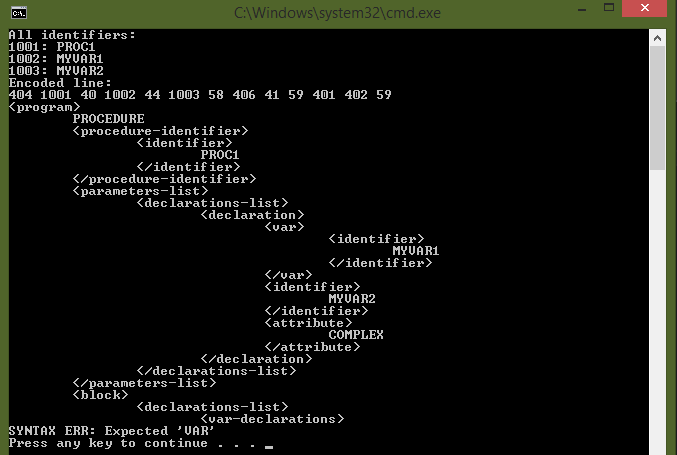 C:\Windows\system32\cmd.exe
All identifiers:
1001: PROC1
1002: MYVAR1
1003: MYVAR2
Encoded line:
404 1001 40 1002 44 1003 58 406 41 59 401 402 59
<program>
        PROCEDURE
        <procedure-identifier>
                <identifier>
                        PROC1
                </identifier>
        </procedure-identifier>
        <parameters-list>
                <declarations-list>
                        <declaration>
                                <var>
                                        <identifier>
                                                MYVAR1
                                        </identifier>
                                </var>
                                <identifier>
                                        MYVAR2
                                </identifier>
                                <attribute>
                                        COMPLEX
                                </attribute>
                        </declaration>
                </declarations-list>
        </parameters-list>
        <block>
                <declarations-list>
                        <var-declarations>
SYNTAX ERR: Expected 'VAR'
Press any key to continue . . . _